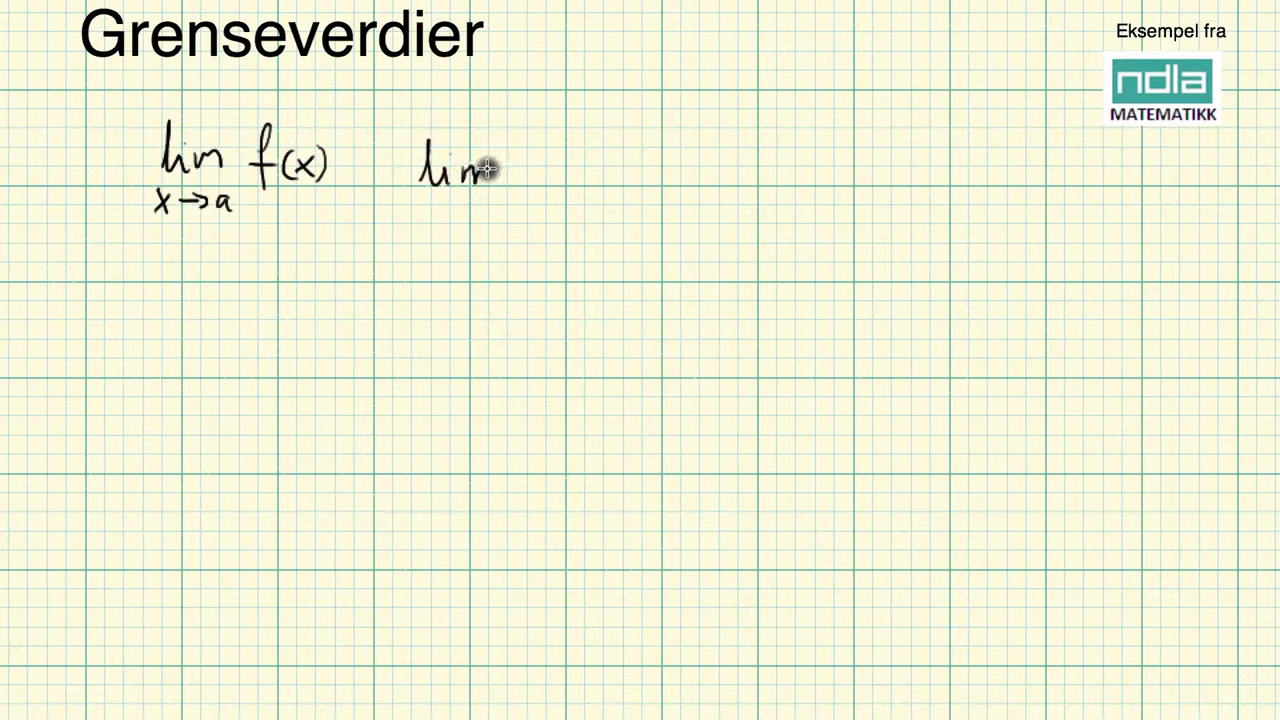 Grenseverdier
Eksempel fra
ndla
MATEMATIKK
lim f(x) lim
x→a